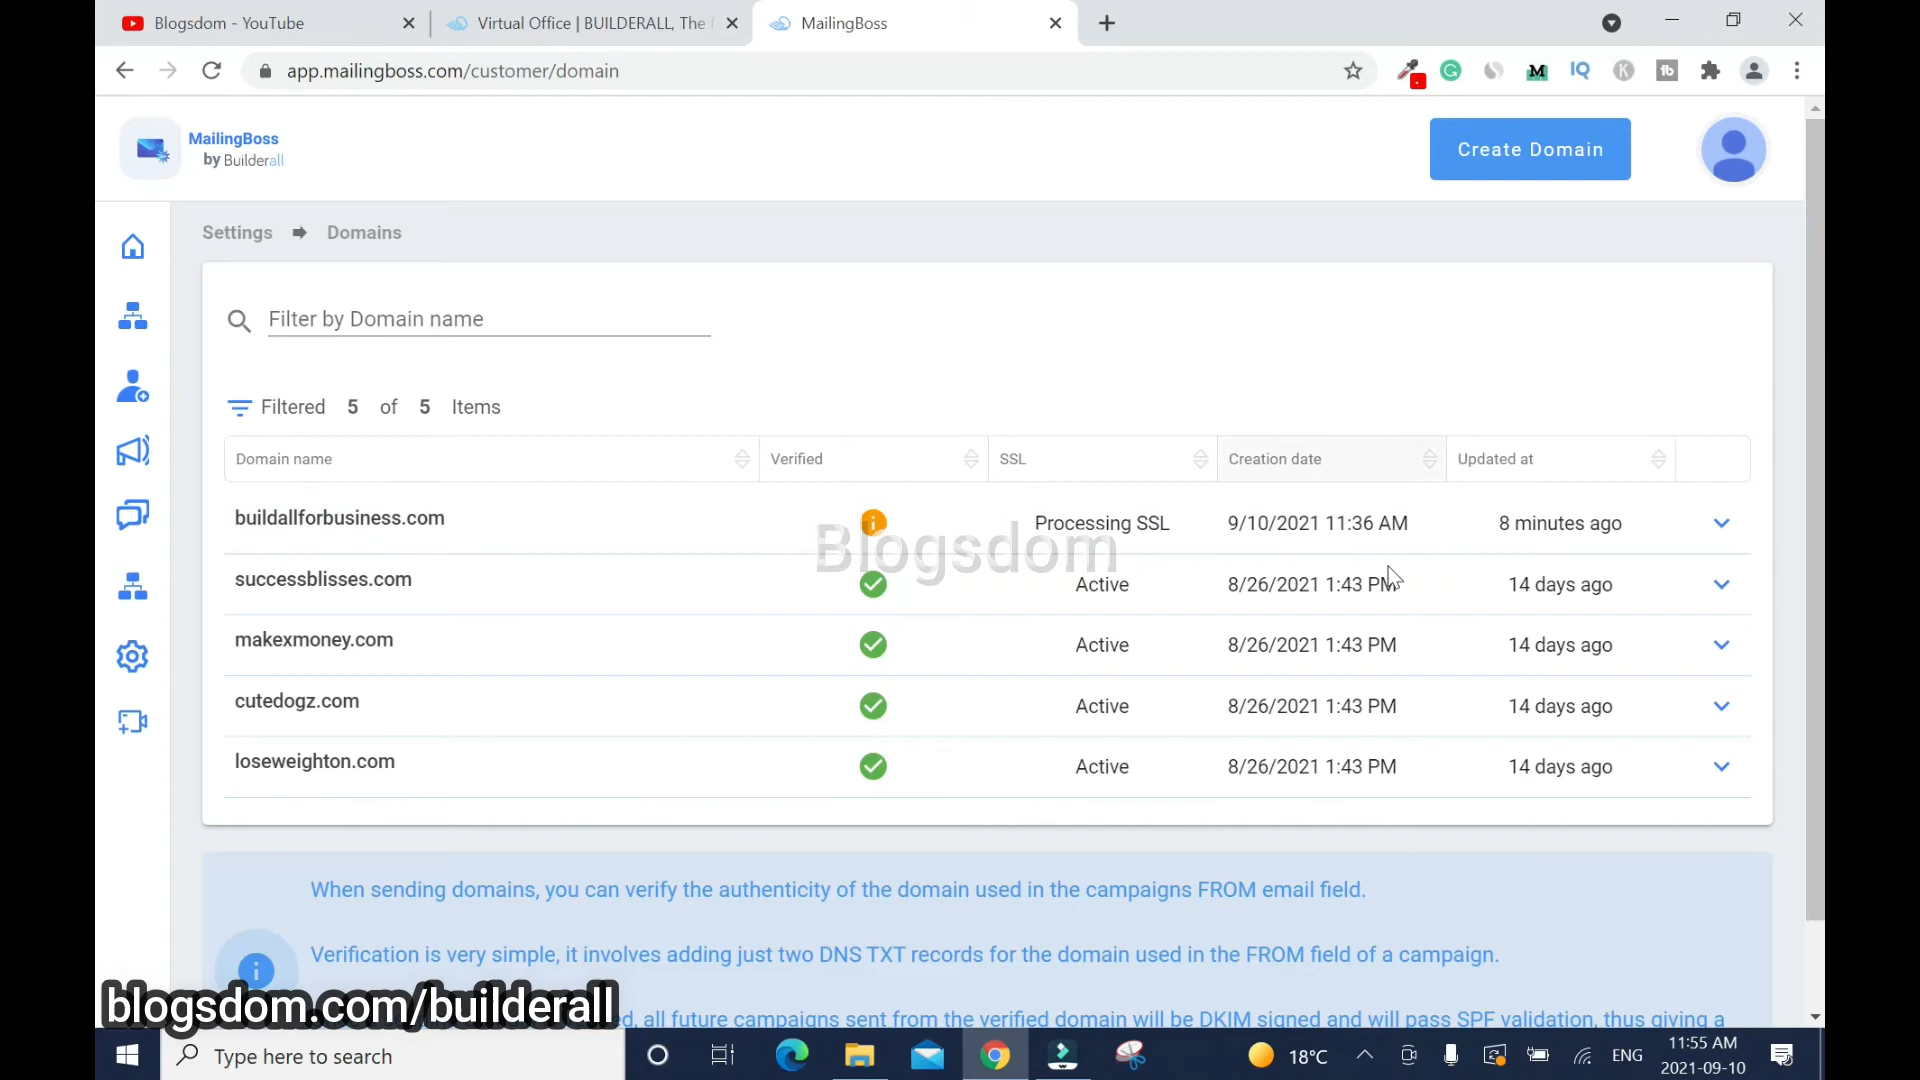 Blogsdom - YouTube
Virtual Office | BUILDERALL, The
MailingBoss
app.mailingboss.com/customer/domain
MailingBoss
by Builderall
Create Domain
Settings Domains
Filter by Domain name
Filtered 5 of 5 Items
Domain name Verified SSL Creation date Updated at
buildallforbusiness.com Processing SSL 9/10/2021 11:36 AM 8 minutes ago
Blogsdom
successblisses.com Active 8/26/2021 1:43 PM 14 days ago
makexmoney.com Active 8/26/2021 1:43 PM 14 days ago
cutedogz.com Active 8/26/2021 1:43 PM 14 days ago
loseweighton.com Active 8/26/2021 1:43 PM 14 days ago
When sending domains, you can verify the authenticity of the domain used in the campaigns FROM email field.
Verification is very simple, it involves adding just two DNS TXT records for the domain used in the FROM field of a campaign.
blogsdom.com/builderall
all future campaigns sent from the verified domain will be DKIM signed and will pass SPF validation, thus giving a
Type here to search
18°C
ENG
11:55 AM
2021-09-10